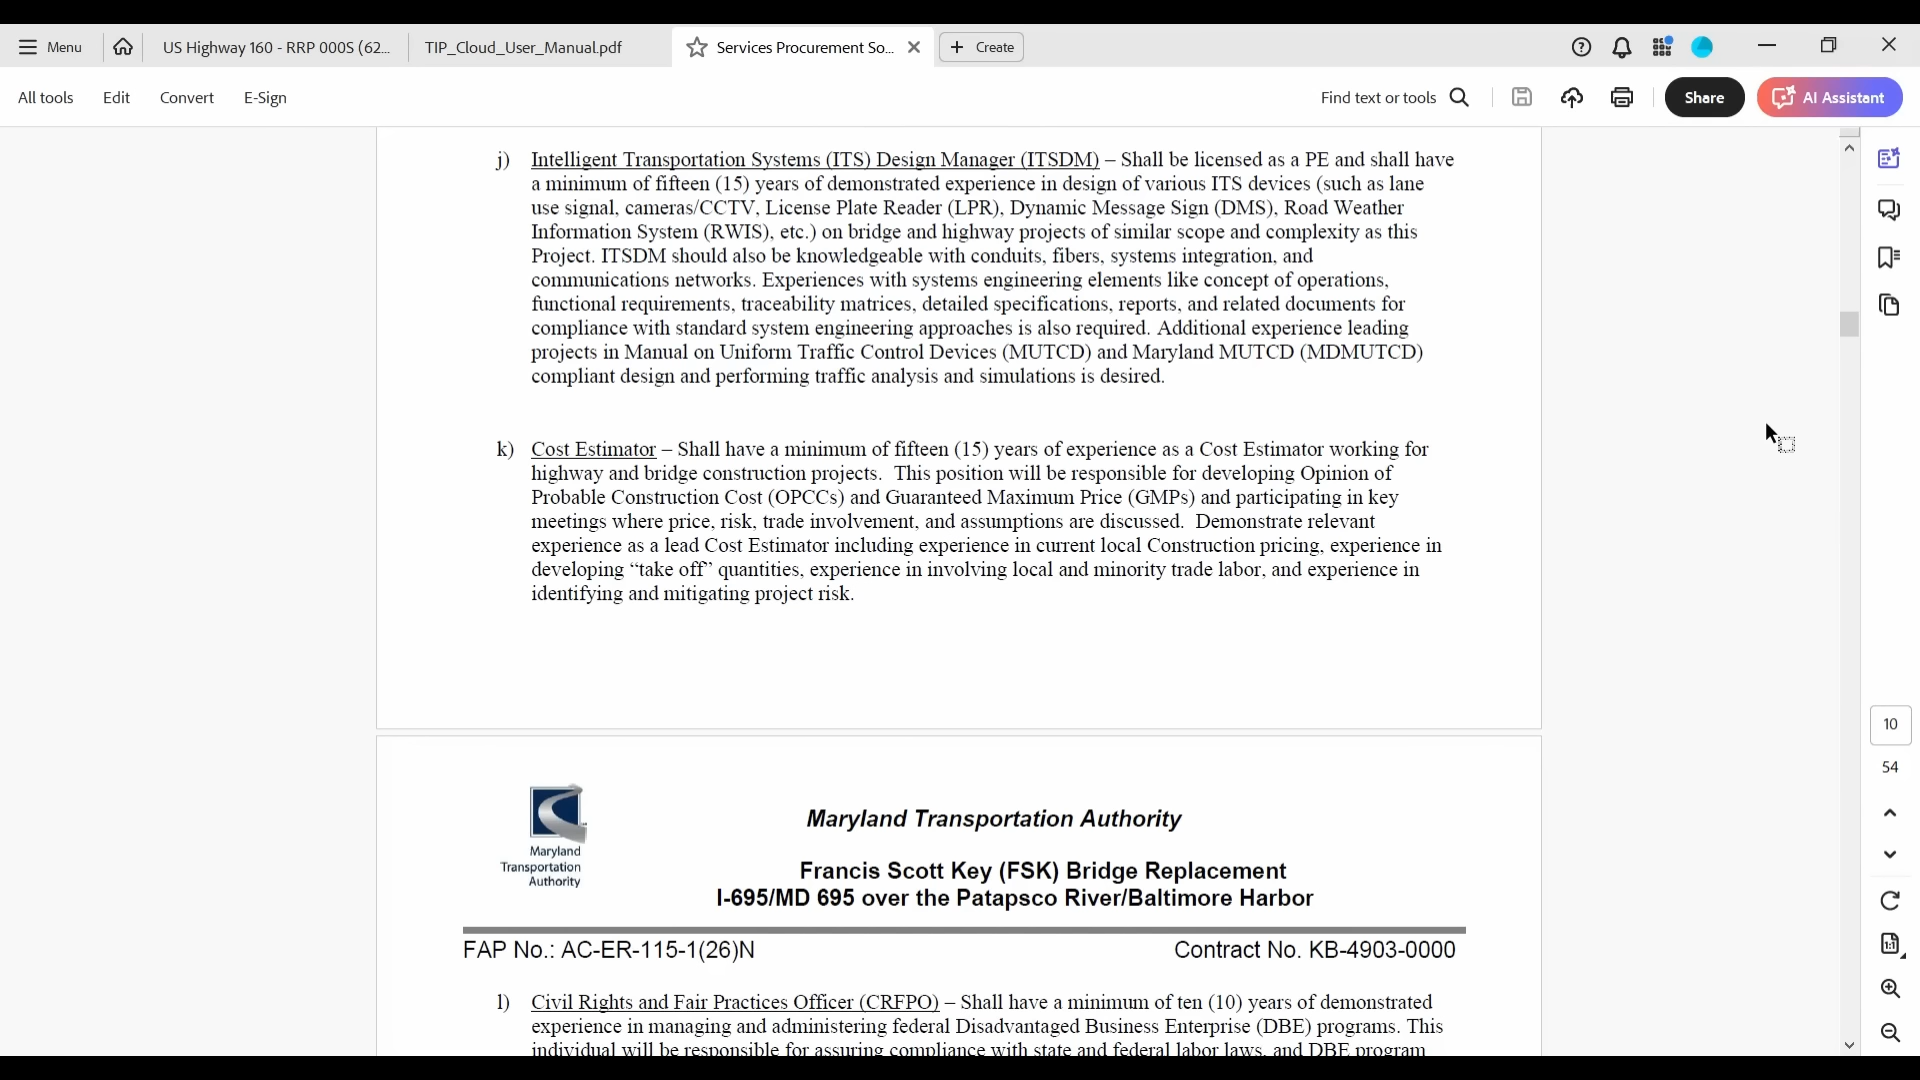 Menu
US Highway 160 - RRP 000S (62...
TIP_Cloud_User_Manual.pdf
Services Procurement So...
Create
All tools
Edit
Convert
E-Sign
Find text or tools
Share
AI Assistant
j) Intelligent Transportation Systems (ITS) Design Manager (ITSDM) – Shall be licensed as a PE and shall have
a minimum of fifteen (15) years of demonstrated experience in design of various ITS devices (such as lane
use signal, cameras/CCTV, License Plate Reader (LPR), Dynamic Message Sign (DMS), Road Weather
Information System (RWIS), etc.) on bridge and highway projects of similar scope and complexity as this
Project. ITSDM should also be knowledgeable with conduits, fibers, systems integration, and
communications networks. Experiences with systems engineering elements like concept of operations,
functional requirements, traceability matrices, detailed specifications, reports, and related documents for
compliance with standard system engineering approaches is also required. Additional experience leading
projects in Manual on Uniform Traffic Control Devices (MUTCD) and Maryland MUTCD (MDMUTCD)
compliant design and performing traffic analysis and simulations is desired.
k) Cost Estimator – Shall have a minimum of fifteen (15) years of experience as a Cost Estimator working for
highway and bridge construction projects. This position will be responsible for developing Opinion of
Probable Construction Cost (OPCCs) and Guaranteed Maximum Price (GMPs) and participating in key
meetings where price, risk, trade involvement, and assumptions are discussed. Demonstrate relevant
experience as a lead Cost Estimator including experience in current local Construction pricing, experience in
developing “take off” quantities, experience in involving local and minority trade labor, and experience in
identifying and mitigating project risk.
10
54
Maryland
Transportation
Authority
Maryland Transportation Authority
Francis Scott Key (FSK) Bridge Replacement
I-695/MD 695 over the Patapsco River/Baltimore Harbor
FAP No.: AC-ER-115-1(26)N
Contract No. KB-4903-0000
l) Civil Rights and Fair Practices Officer (CRFPO) – Shall have a minimum of ten (10) years of demonstrated
experience in managing and administering federal Disadvantaged Business Enterprise (DBE) programs. This
individual will be responsible for assuring compliance with state and federal labor laws, and DBE program